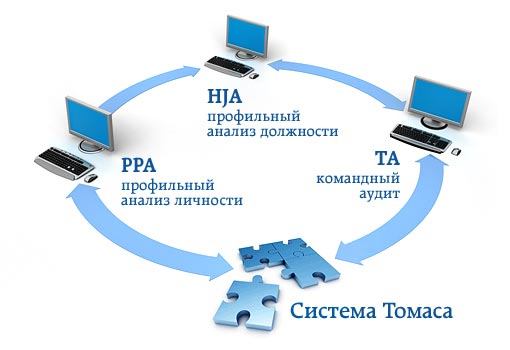 HJA
профильный
анализ должности
PPA
профильный
анализ личности
TA
командный
аудит
Система Томаса